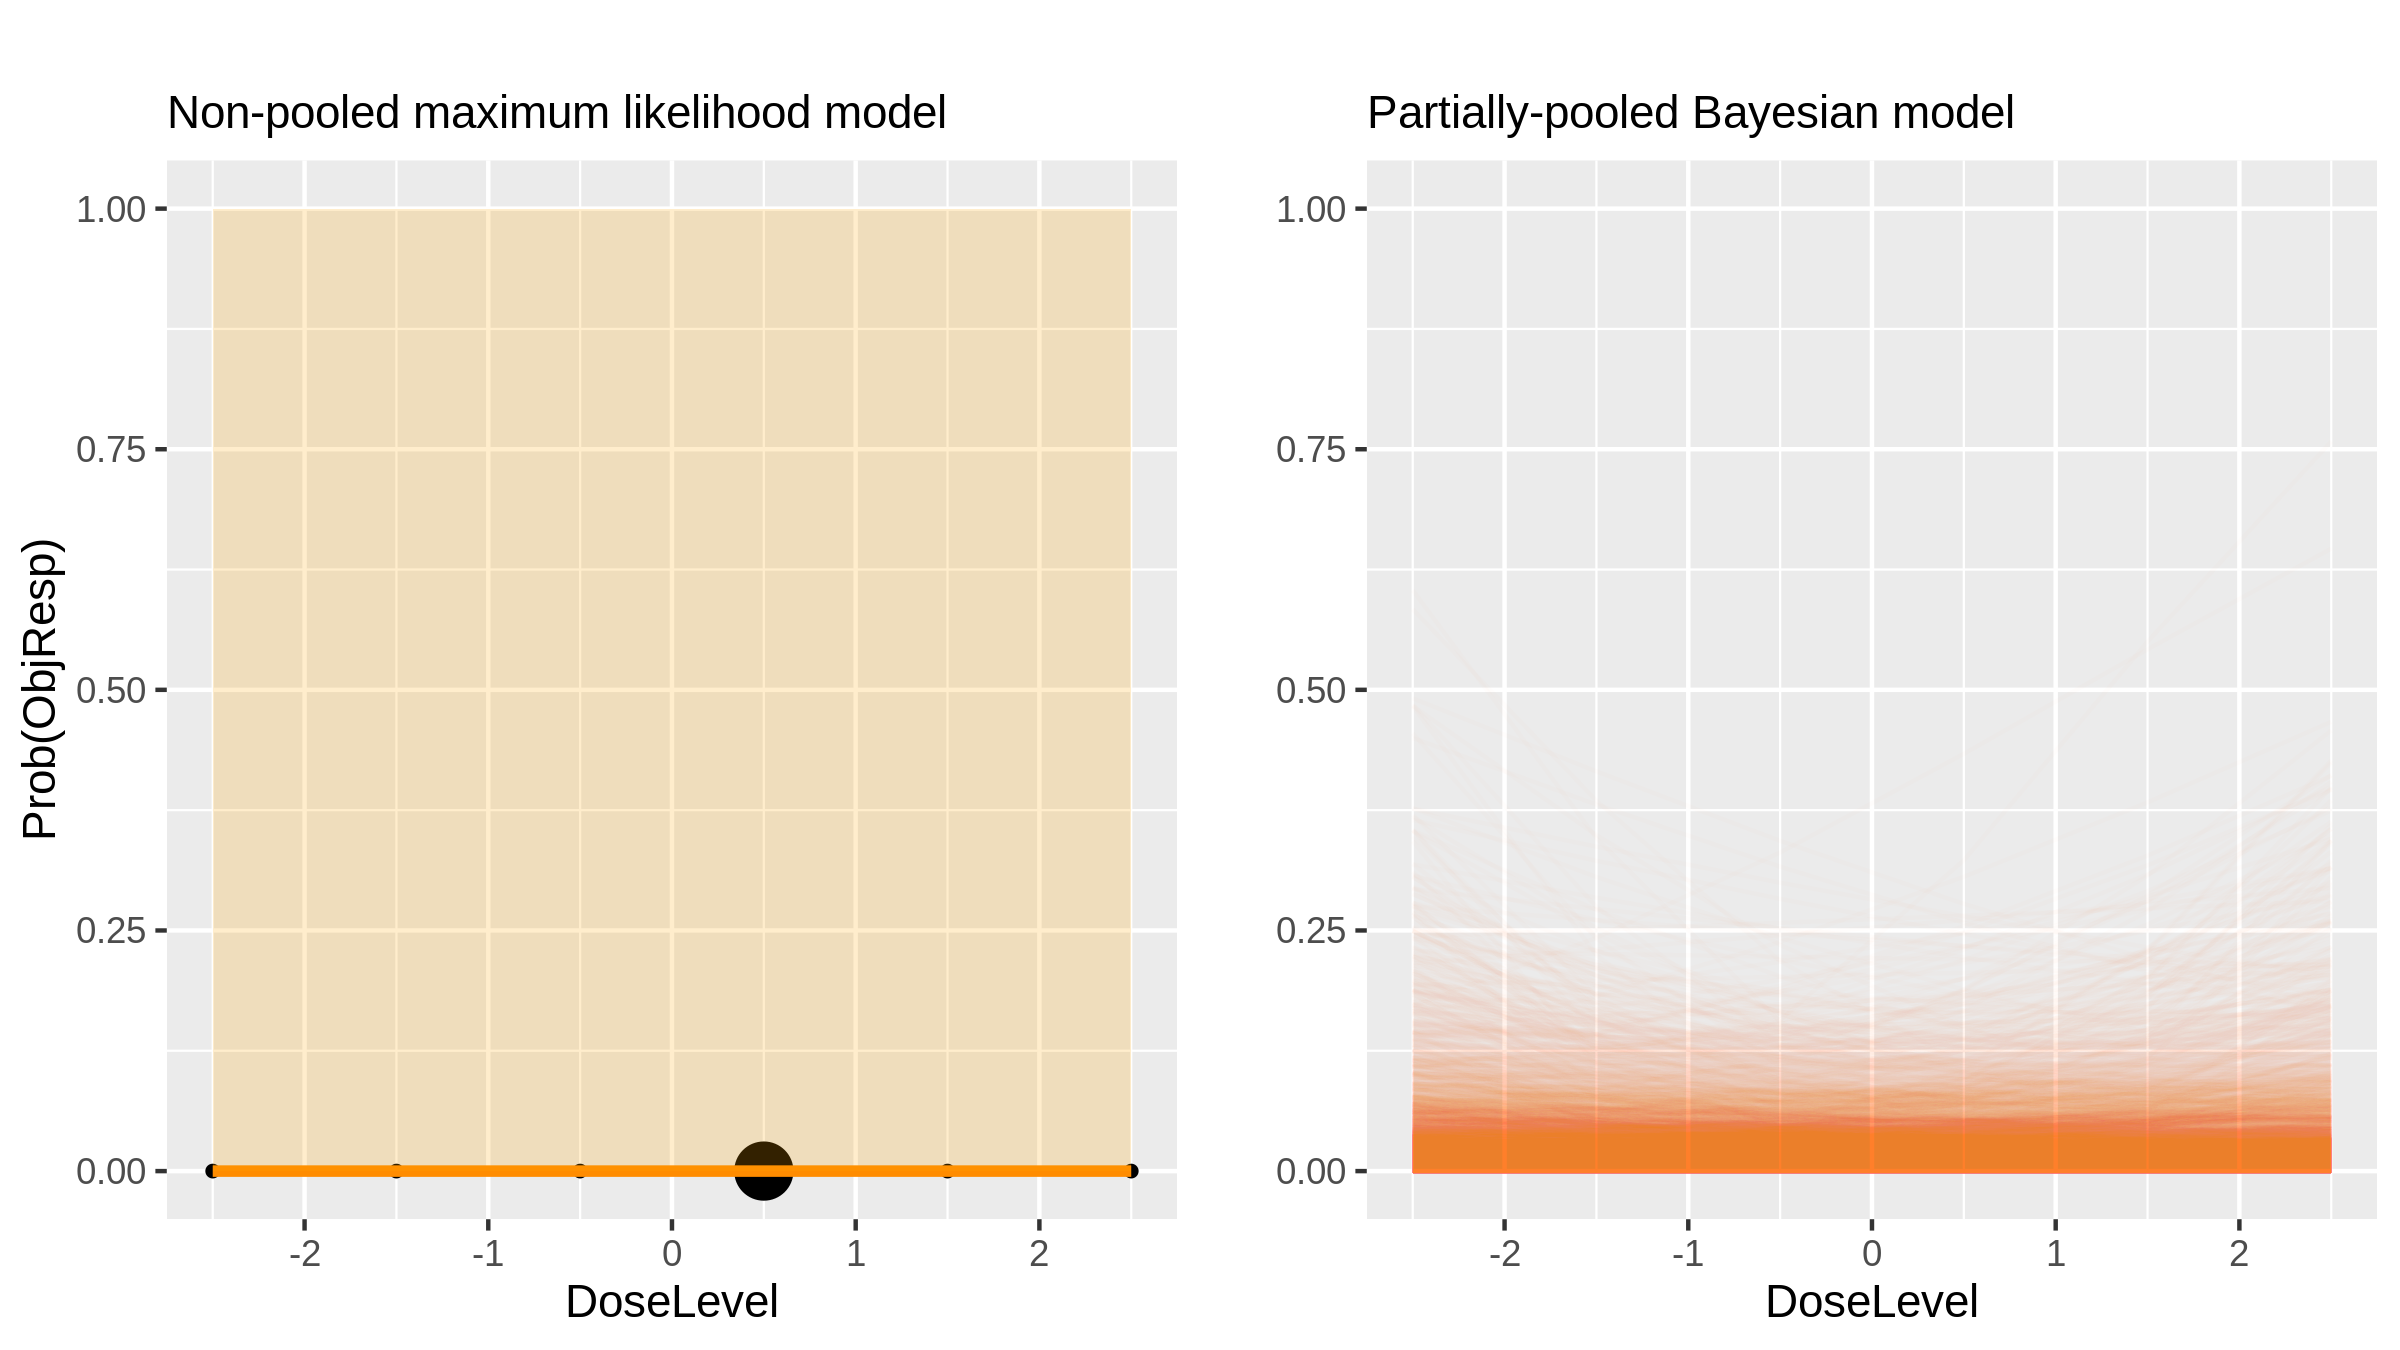 Non-pooled maximum likelihood model
Prob(ObjResp)
1.00
0.75
0.50
0.25
0.00
-2 -1 0 1 2
DoseLevel
Partially-pooled Bayesian model
1.00
0.75
0.50
0.25
0.00
-2 -1 0 1 2
DoseLevel